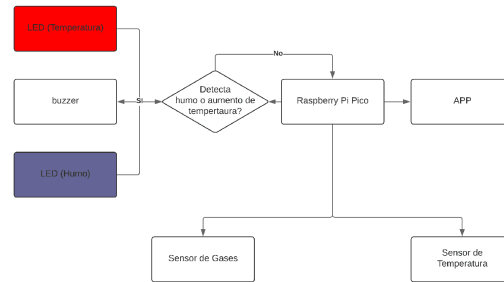 LED (Temperatura)
No
Detecta
humo o aumento de
tempertaura?
buzzer
Si
Raspberry Pi Pico
APP
LED (Humo)
Sensor de Gases
Sensor de
Temperatura